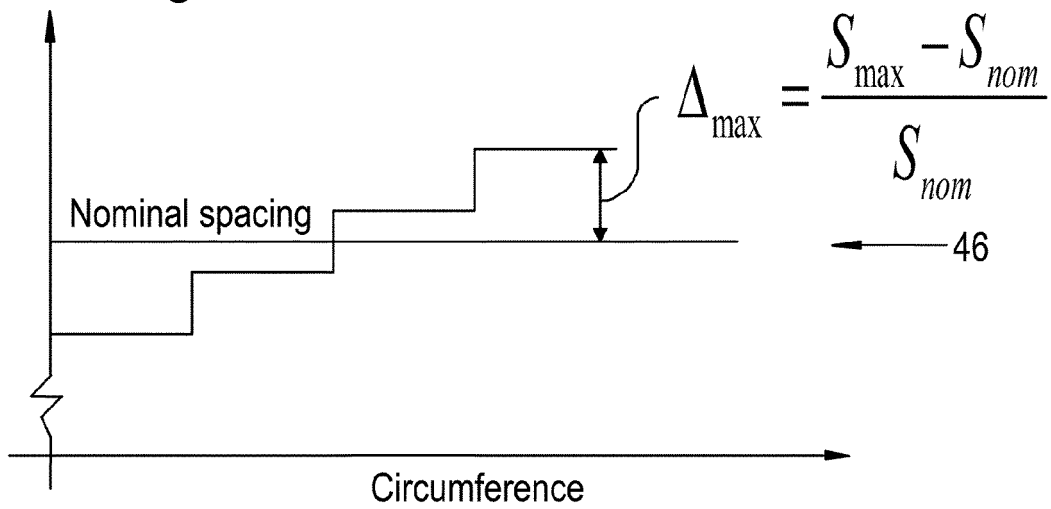 Δmax = (Smax − Snom) / Snom
Nominal spacing
46
Circumference